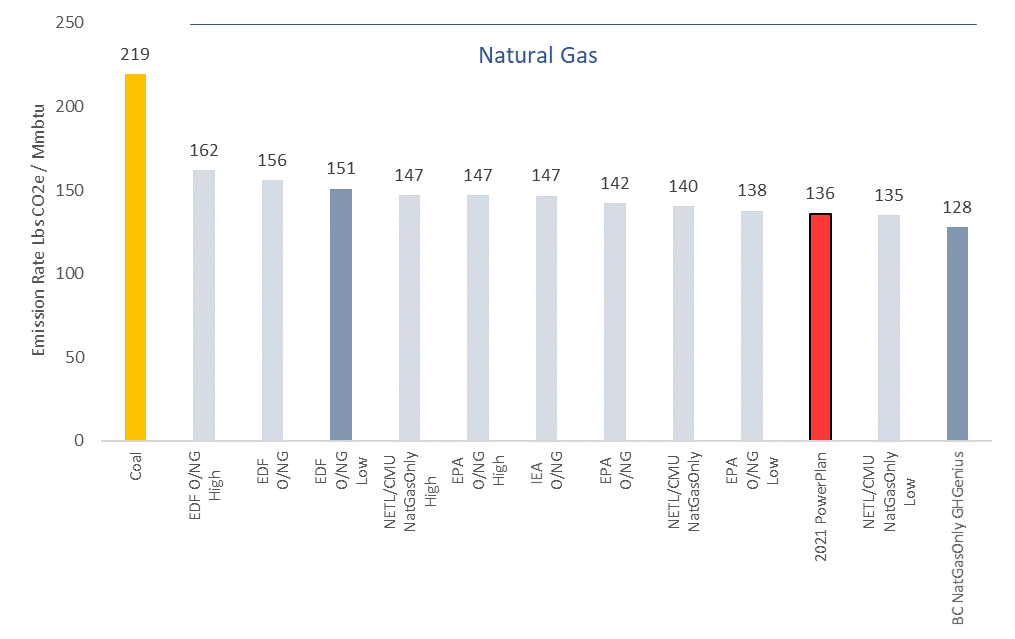 250
Natural Gas
219
200
162
156
151
147
147
147
142
140
138
136
135
128
150
100
50
0
Emission Rate Lbs CO2e / Mmbtu
Coal
EDF O/NG
High
EDF
O/NG
EDF
O/NG
Low
NETL/CMU
NatGasOnly
High
EPA
O/NG
High
IEA
O/NG
EPA
O/NG
NETL/CMU
NatGasOnly
EPA
O/NG
Low
2021 PowerPlan
NETL/CMU
NatGasOnly
Low
BC NatGasOnly GHGenius